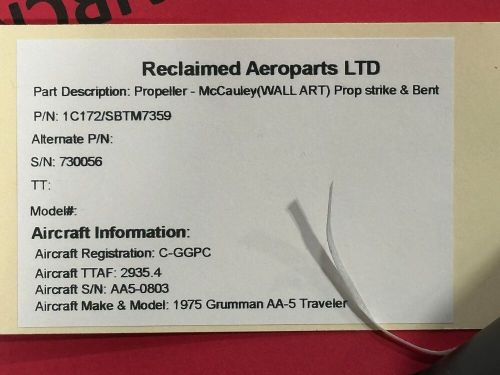 Reclaimed Aeroparts LTD
Part Description: Propeller - McCauley(WALL ART) Prop strike & Bent
P/N: 1C172/SBTM7359
Alternate P/N:
S/N: 730056
TT:
Model#:
Aircraft Information:
Aircraft Registration: C-GGPC
Aircraft TTAF: 2935.4
Aircraft S/N: AA5-0803
Aircraft Make & Model: 1975 Grumman AA-5 Traveler